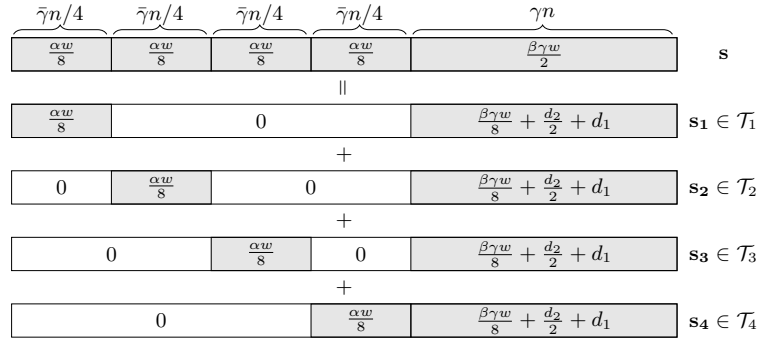 γ̄n/4 γ̄n/4 γ̄n/4 γ̄n/4 γn
αw/8 αw/8 αw/8 αw/8 βγw/2 s
=
αw/8 0 βγw/8 + d₂/2 + d₁ s₁ ∈ 𝒯₁
+
0 αw/8 0 βγw/8 + d₂/2 + d₁ s₂ ∈ 𝒯₂
+
0 αw/8 0 βγw/8 + d₂/2 + d₁ s₃ ∈ 𝒯₃
+
0 αw/8 βγw/8 + d₂/2 + d₁ s₄ ∈ 𝒯₄